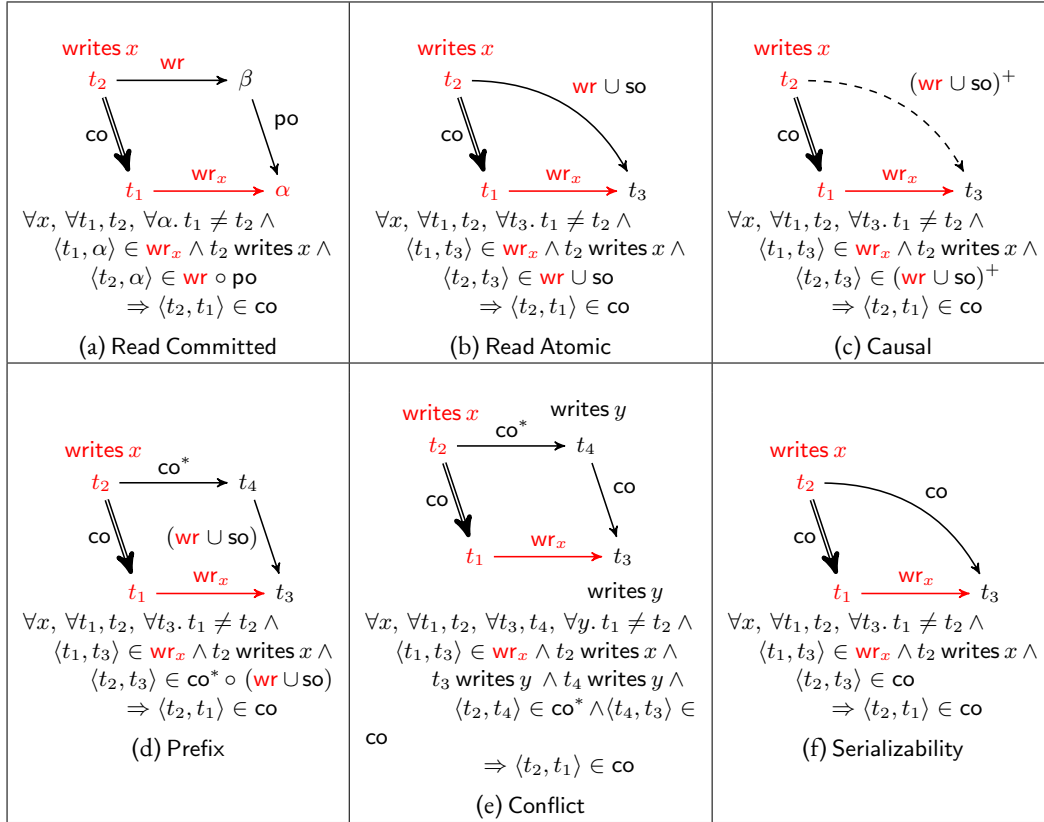 writes x
t₂ wr β
co po
t₁ wrₓ α
∀x, ∀t₁, t₂, ∀α. t₁ ≠ t₂ ∧
⟨t₁, α⟩ ∈ wrₓ ∧ t₂ writes x ∧
⟨t₂, α⟩ ∈ wr ∘ po
⇒ ⟨t₂, t₁⟩ ∈ co
(a) Read Committed
writes x
t₂ wr ∪ so
co
t₁ wrₓ t₃
∀x, ∀t₁, t₂, ∀t₃. t₁ ≠ t₂ ∧
⟨t₁, t₃⟩ ∈ wrₓ ∧ t₂ writes x ∧
⟨t₂, t₃⟩ ∈ wr ∪ so
⇒ ⟨t₂, t₁⟩ ∈ co
(b) Read Atomic
writes x
t₂ (wr ∪ so)⁺
co
t₁ wrₓ t₃
∀x, ∀t₁, t₂, ∀t₃. t₁ ≠ t₂ ∧
⟨t₁, t₃⟩ ∈ wrₓ ∧ t₂ writes x ∧
⟨t₂, t₃⟩ ∈ (wr ∪ so)⁺
⇒ ⟨t₂, t₁⟩ ∈ co
(c) Causal
writes x
t₂ co* t₄
co (wr ∪ so)
t₁ wrₓ t₃
∀x, ∀t₁, t₂, ∀t₃. t₁ ≠ t₂ ∧
⟨t₁, t₃⟩ ∈ wrₓ ∧ t₂ writes x ∧
⟨t₂, t₃⟩ ∈ co* ∘ (wr ∪ so)
⇒ ⟨t₂, t₁⟩ ∈ co
(d) Prefix
writes x writes y
t₂ co* t₄
co co
t₁ wrₓ t₃
writes y
∀x, ∀t₁, t₂, ∀t₃, t₄, ∀y. t₁ ≠ t₂ ∧
⟨t₁, t₃⟩ ∈ wrₓ ∧ t₂ writes x ∧
t₃ writes y ∧ t₄ writes y ∧
⟨t₂, t₄⟩ ∈ co* ∧⟨t₄, t₃⟩ ∈
co
⇒ ⟨t₂, t₁⟩ ∈ co
(e) Conflict
writes x
t₂ co
co
t₁ wrₓ t₃
∀x, ∀t₁, t₂, ∀t₃. t₁ ≠ t₂ ∧
⟨t₁, t₃⟩ ∈ wrₓ ∧ t₂ writes x ∧
⟨t₂, t₃⟩ ∈ co
⇒ ⟨t₂, t₁⟩ ∈ co
(f) Serializability